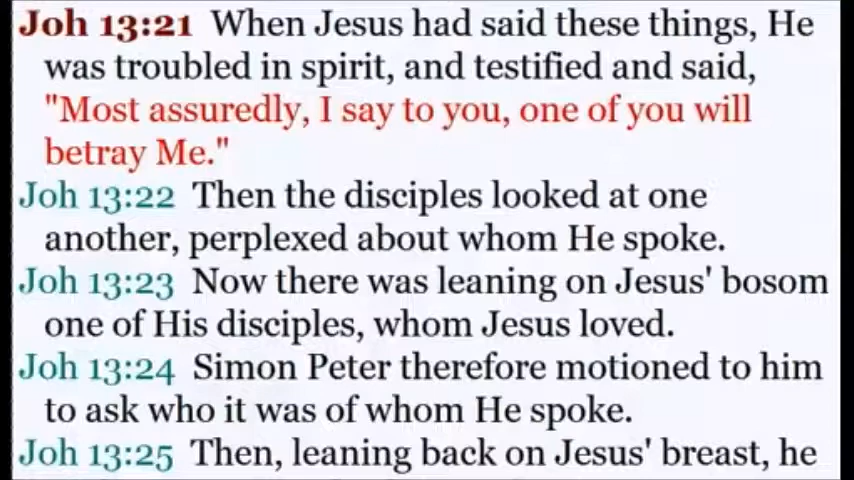 Joh 13:21 When Jesus had said these things, He
was troubled in spirit, and testified and said,
"Most assuredly, I say to you, one of you will
betray Me."
Joh 13:22 Then the disciples looked at one
another, perplexed about whom He spoke.
Joh 13:23 Now there was leaning on Jesus' bosom
one of His disciples, whom Jesus loved.
Joh 13:24 Simon Peter therefore motioned to him
to ask who it was of whom He spoke.
Joh 13:25 Then, leaning back on Jesus' breast, he